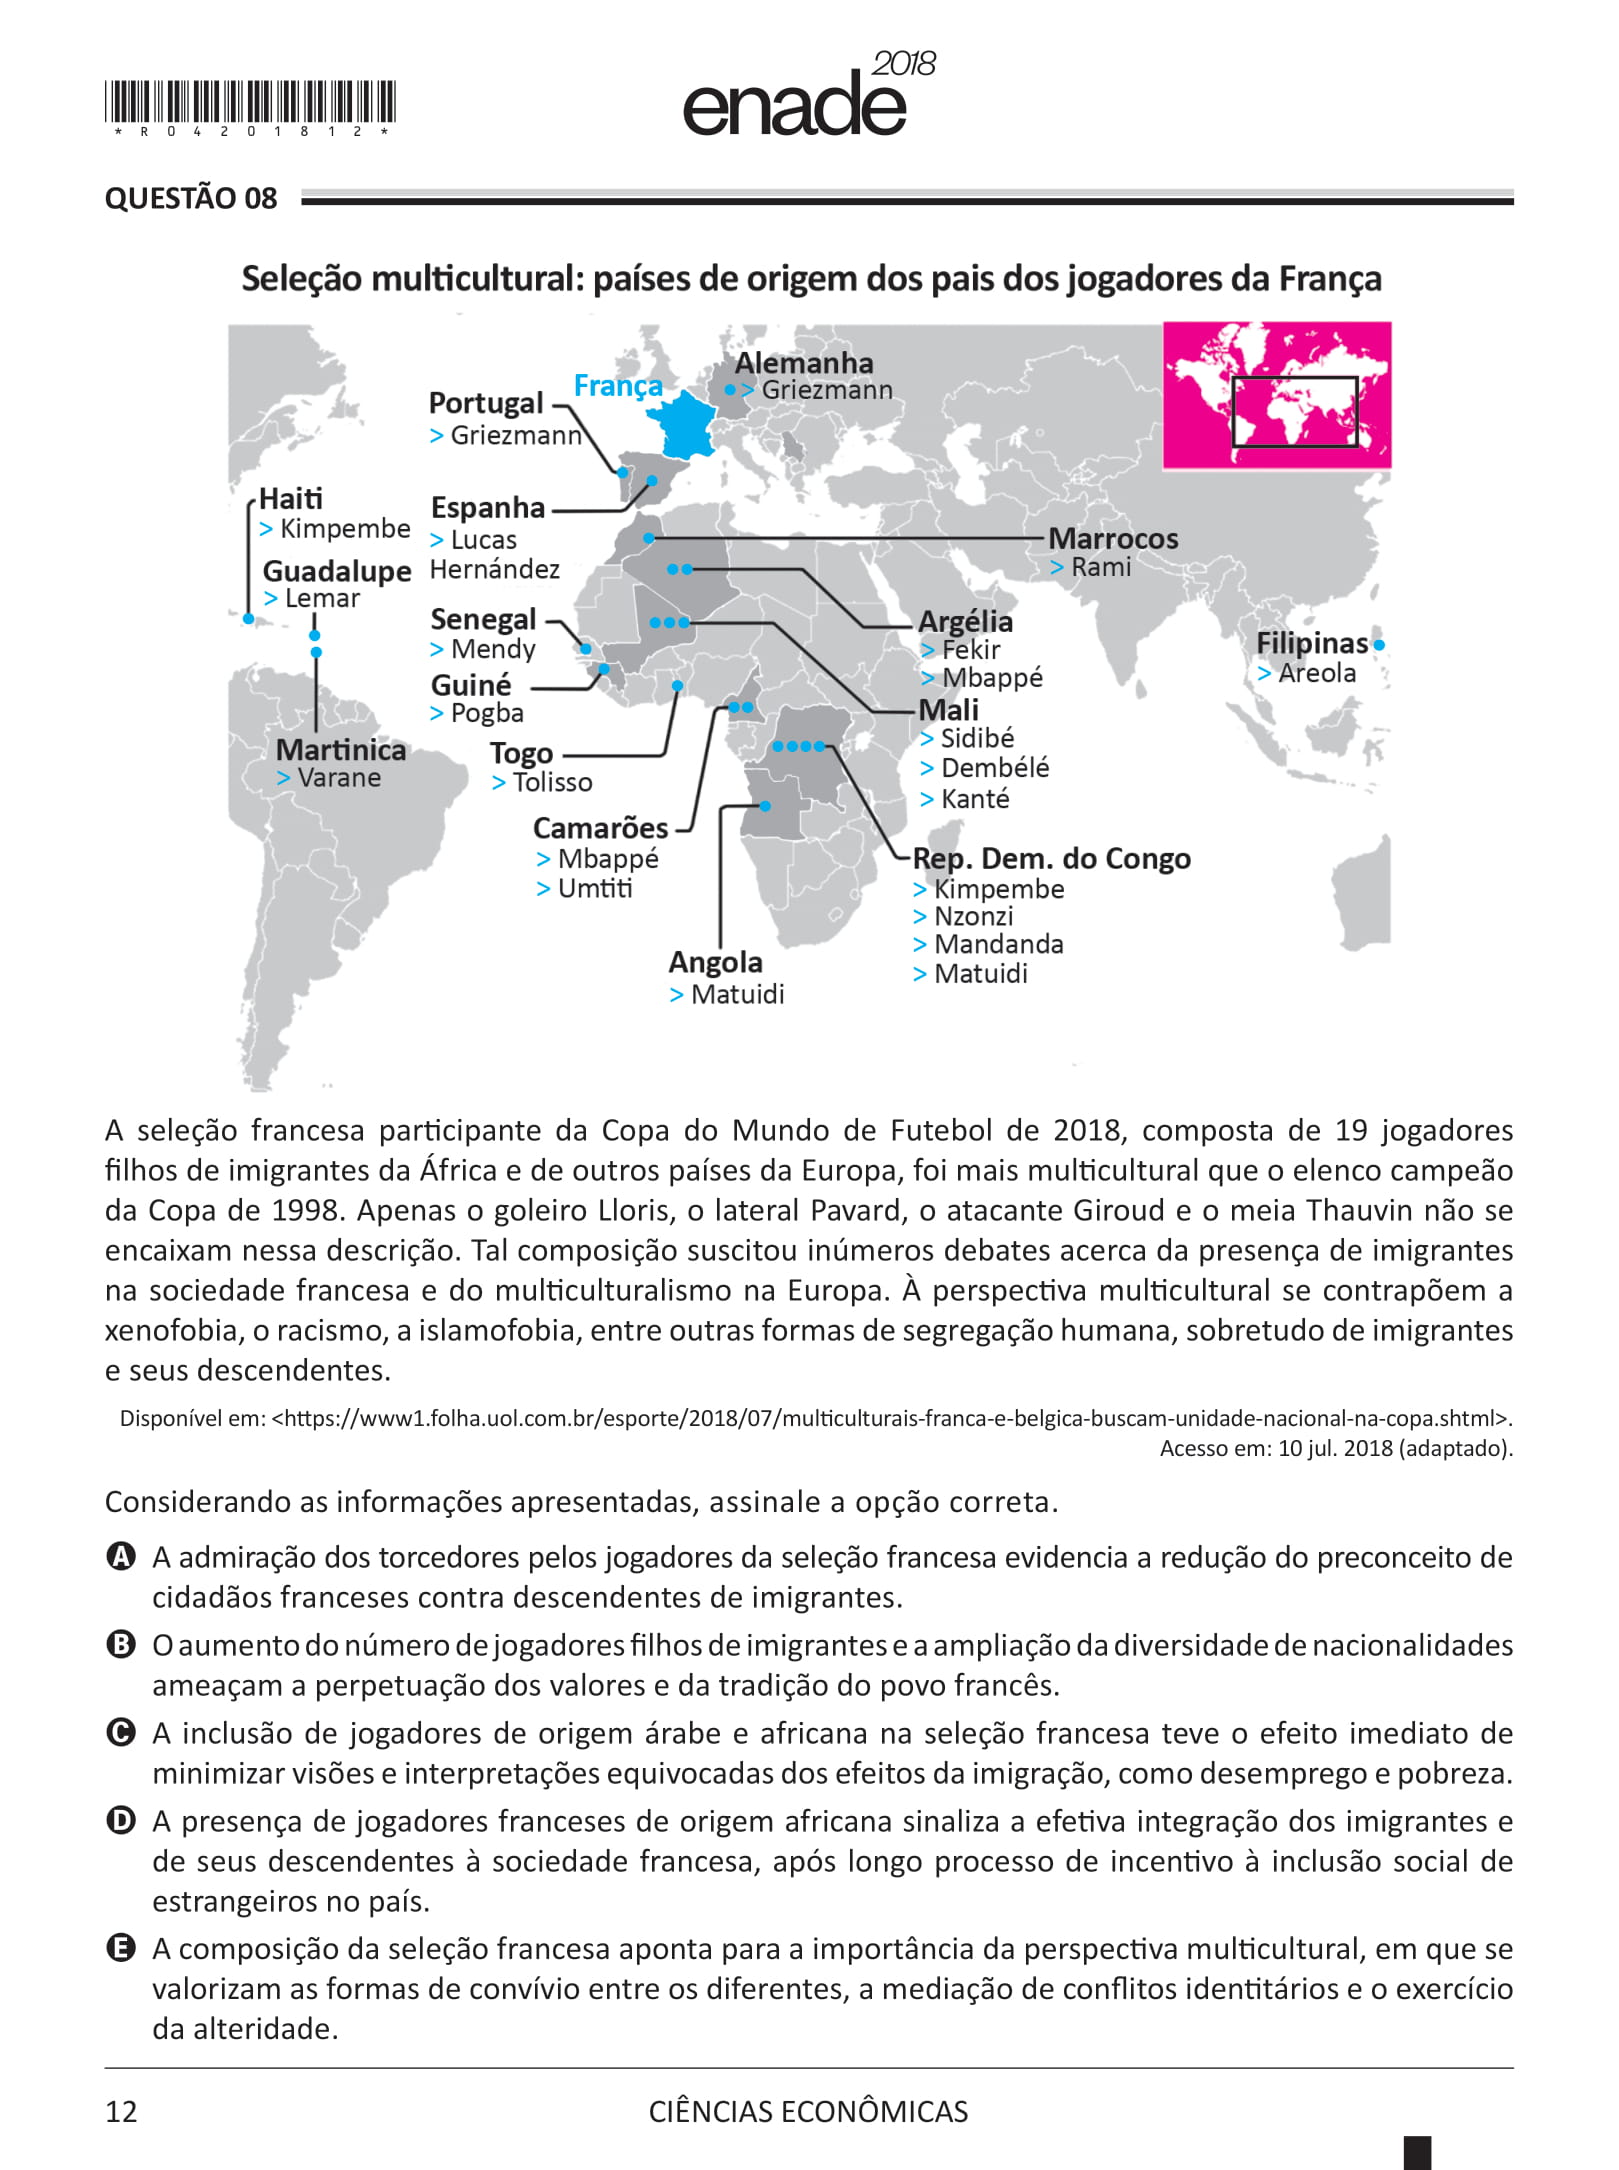 * R 0 4 2 0 1 8 1 2 *
enade 2018
QUESTÃO 08
Seleção multicultural: países de origem dos pais dos jogadores da França
Alemanha
> Griezmann
França
Portugal
> Griezmann
Haiti
> Kimpembe
Espanha
> Lucas
Hernández
Guadalupe
> Lemar
Marrocos
> Rami
Senegal
> Mendy
Argélia
> Fekir
> Mbappé
Filipinas
> Areola
Guiné
> Pogba
Mali
> Sidibé
> Dembélé
> Kanté
Martinica
> Varane
Togo
> Tolisso
Camarões
> Mbappé
> Umtiti
Rep. Dem. do Congo
> Kimpembe
> Nzonzi
> Mandanda
> Matuidi
Angola
> Matuidi
A seleção francesa participante da Copa do Mundo de Futebol de 2018, composta de 19 jogadores
filhos de imigrantes da África e de outros países da Europa, foi mais multicultural que o elenco campeão
da Copa de 1998. Apenas o goleiro Lloris, o lateral Pavard, o atacante Giroud e o meia Thauvin não se
encaixam nessa descrição. Tal composição suscitou inúmeros debates acerca da presença de imigrantes
na sociedade francesa e do multiculturalismo na Europa. À perspectiva multicultural se contrapõem a
xenofobia, o racismo, a islamofobia, entre outras formas de segregação humana, sobretudo de imigrantes
e seus descendentes.
Disponível em: <https://www1.folha.uol.com.br/esporte/2018/07/multiculturais-franca-e-belgica-buscam-unidade-nacional-na-copa.shtml>.
Acesso em: 10 jul. 2018 (adaptado).
Considerando as informações apresentadas, assinale a opção correta.
A A admiração dos torcedores pelos jogadores da seleção francesa evidencia a redução do preconceito de
cidadãos franceses contra descendentes de imigrantes.
B O aumento do número de jogadores filhos de imigrantes e a ampliação da diversidade de nacionalidades
ameaçam a perpetuação dos valores e da tradição do povo francês.
C A inclusão de jogadores de origem árabe e africana na seleção francesa teve o efeito imediato de
minimizar visões e interpretações equivocadas dos efeitos da imigração, como desemprego e pobreza.
D A presença de jogadores franceses de origem africana sinaliza a efetiva integração dos imigrantes e
de seus descendentes à sociedade francesa, após longo processo de incentivo à inclusão social de
estrangeiros no país.
E A composição da seleção francesa aponta para a importância da perspectiva multicultural, em que se
valorizam as formas de convívio entre os diferentes, a mediação de conflitos identitários e o exercício
da alteridade.
12
CIÊNCIAS ECONÔMICAS